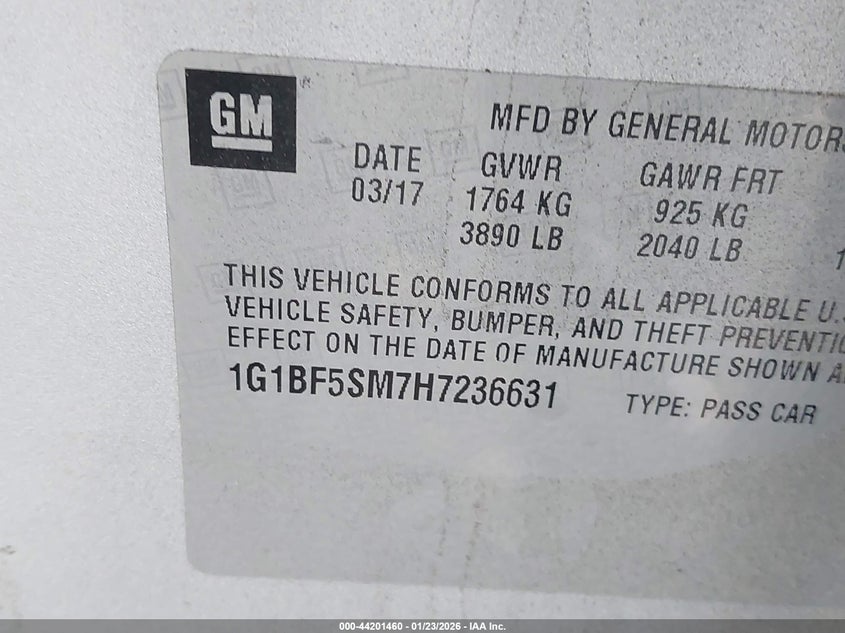 GM
MFD BY GENERAL MOTORS
DATE GVWR GAWR FRT
03/17 1764 KG 925 KG
3890 LB 2040 LB 1
THIS VEHICLE CONFORMS TO ALL APPLICABLE U.S
VEHICLE SAFETY, BUMPER, AND THEFT PREVENTIO
EFFECT ON THE DATE OF MANUFACTURE SHOWN A
1G1BF5SM7H7236631 TYPE: PASS CAR
000-44201460 - 01/23/2026 - IAA Inc.